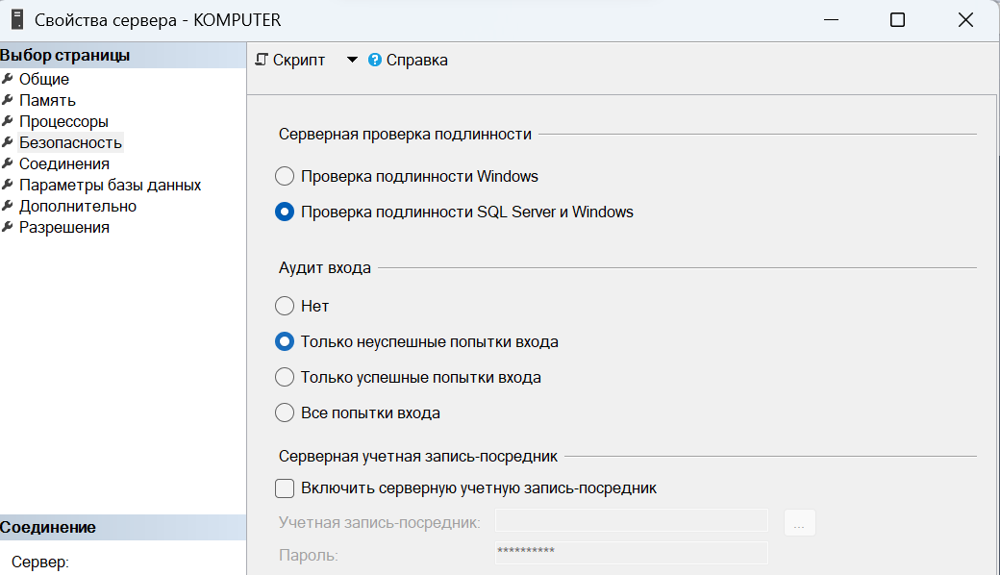 Свойства сервера - KOMPUTER
Выбор страницы
Общие
Память
Процессоры
Безопасность
Соединения
Параметры базы данных
Дополнительно
Разрешения
Соединение
Сервер:
Скрипт
Справка
Серверная проверка подлинности
Проверка подлинности Windows
Проверка подлинности SQL Server и Windows
Аудит входа
Нет
Только неуспешные попытки входа
Только успешные попытки входа
Все попытки входа
Серверная учетная запись-посредник
Включить серверную учетную запись-посредник
Учетная запись-посредник:
...
Пароль:
**********